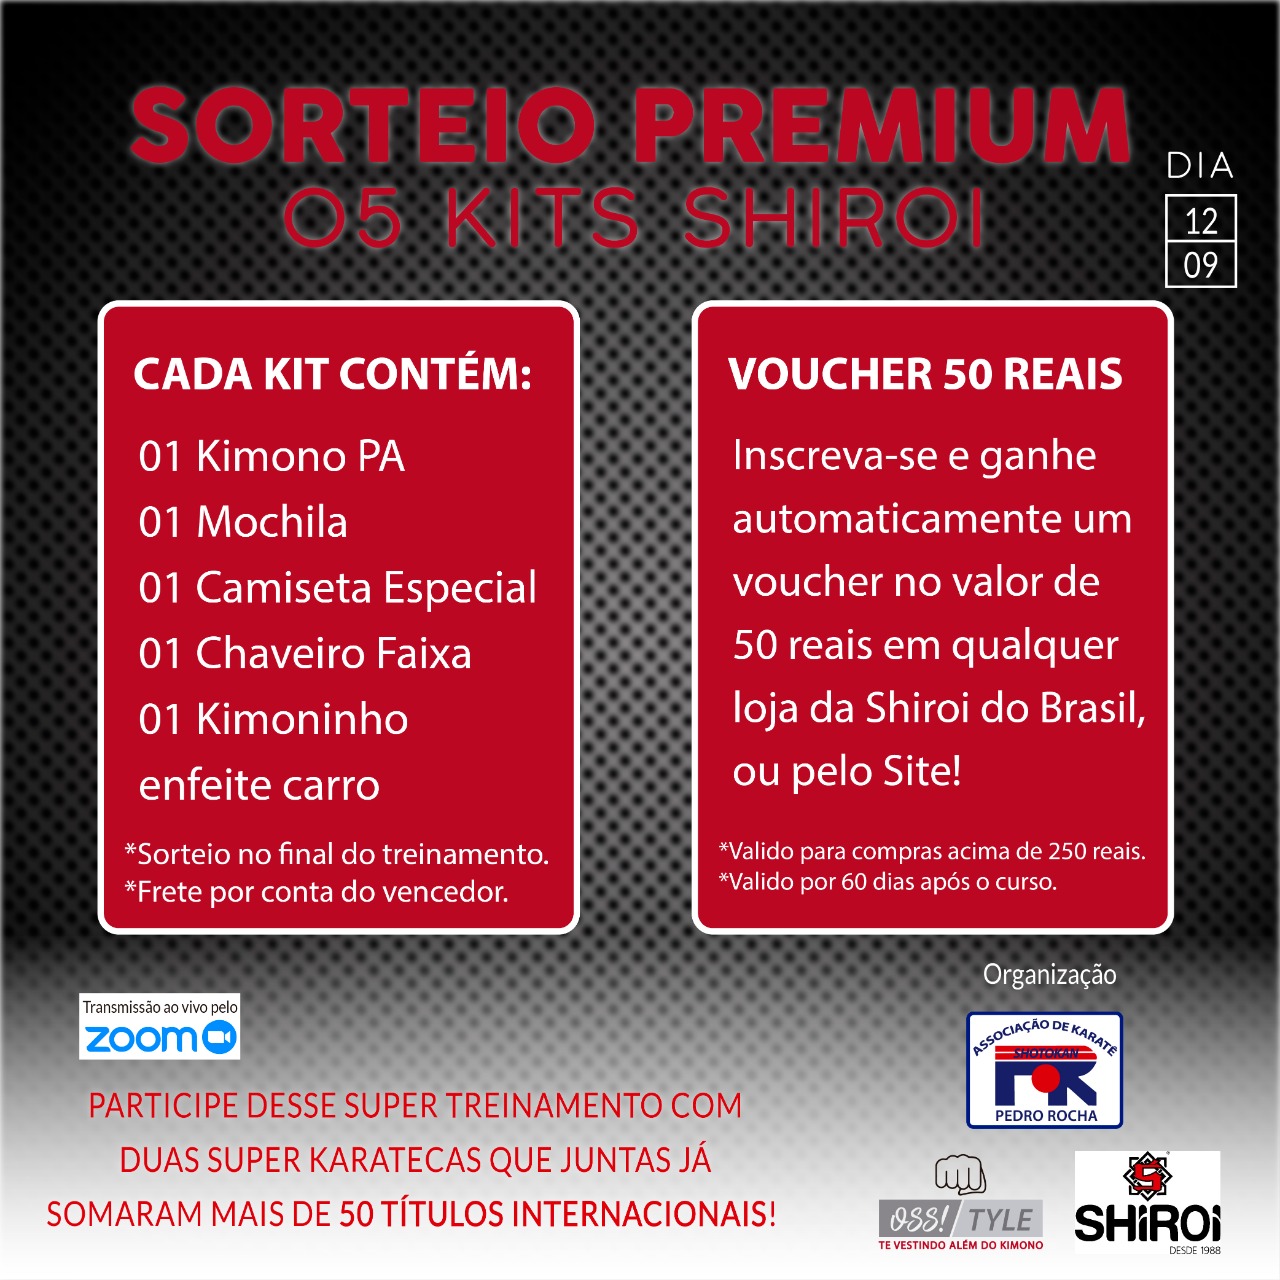 SORTEIO PREMIUM
05 KITS SHIROI
DIA
12
09
CADA KIT CONTÉM:
01 Kimono PA
01 Mochila
01 Camiseta Especial
01 Chaveiro Faixa
01 Kimoninho
enfeite carro
*Sorteio no final do treinamento.
*Frete por conta do vencedor.
VOUCHER 50 REAIS
Inscreva-se e ganhe
automaticamente um
voucher no valor de
50 reais em qualquer
loja da Shiroi do Brasil,
ou pelo Site!
*Valido para compras acima de 250 reais.
*Valido por 60 dias após o curso.
Transmissão ao vivo pelo
zoom
PARTICIPE DESSE SUPER TREINAMENTO COM
DUAS SUPER KARATECAS QUE JUNTAS JÁ
SOMARAM MAIS DE 50 TÍTULOS INTERNACIONAIS!
Organização
ASSOCIAÇÃO DE KARATÊ
SHOTOKAN
PR
PEDRO ROCHA
OSS! TYLE
TE VESTINDO ALÉM DO KIMONO
S
SHIROI
DESDE 1988